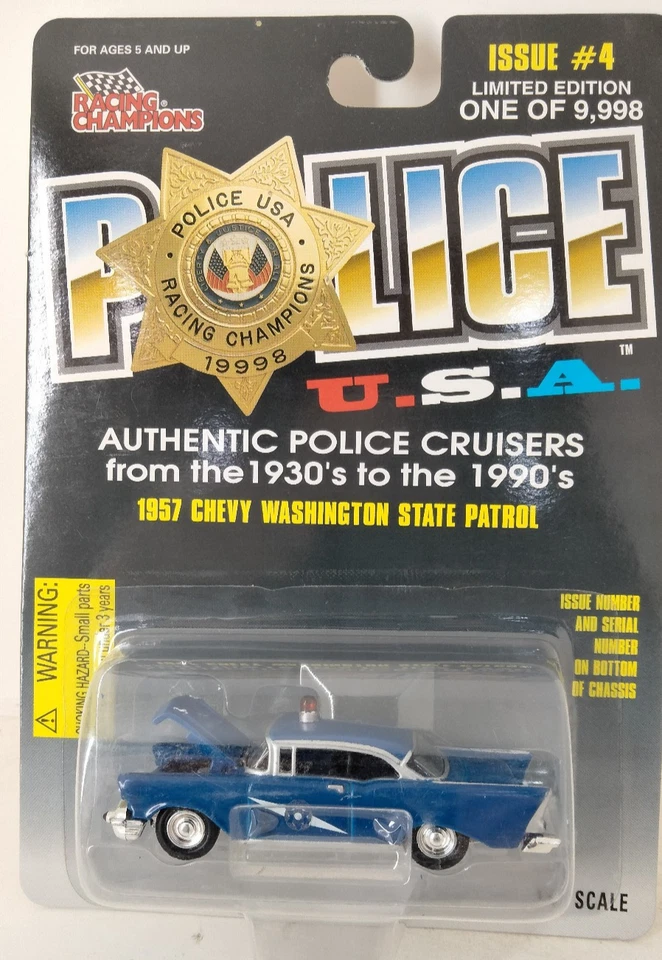 FOR AGES 5 AND UP
RACING
CHAMPIONS®
ISSUE #4
LIMITED EDITION
ONE OF 9,998
POLICE
POLICE USA
RACING CHAMPIONS
19998
U.S.A.™
AUTHENTIC POLICE CRUISERS
from the 1930's to the 1990's
1957 CHEVY WASHINGTON STATE PATROL
WARNING:
CHOKING HAZARD-Small parts
under 3 years
ISSUE NUMBER
AND SERIAL
NUMBER
ON BOTTOM
OF CHASSIS
SCALE